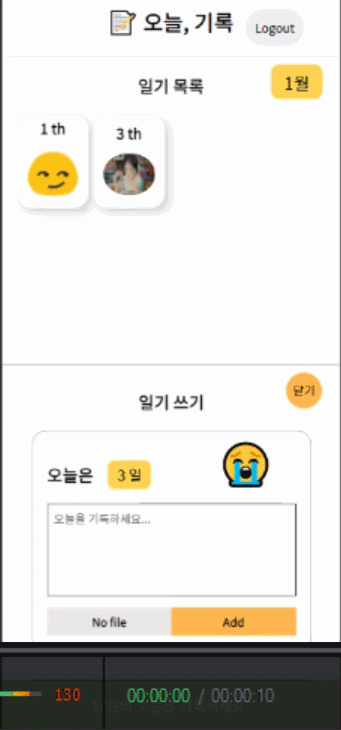 오늘, 기록
Logout
일기 목록
1월
1 th
3 th
닫기
일기 쓰기
오늘은
3 일
오늘을 기록하세요...
No file
Add
130
00:00:00 / 00:00:10